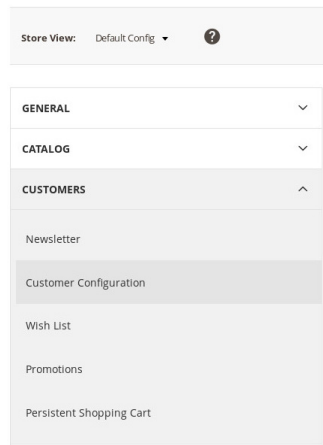 Store View: Default Config ?
GENERAL
CATALOG
CUSTOMERS
Newsletter
Customer Configuration
Wish List
Promotions
Persistent Shopping Cart